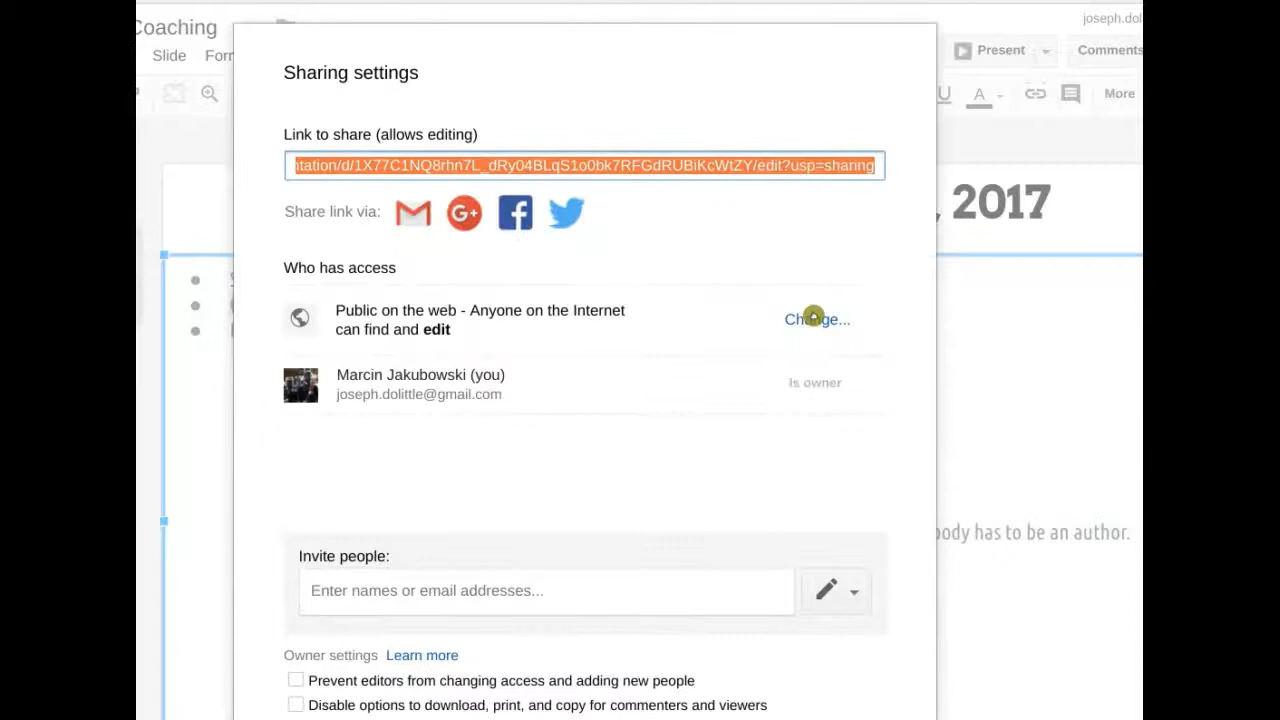 Coaching
joseph.dol
Slide
Present
Comments
U
A
More
Sharing settings
Link to share (allows editing)
ntation/d/1X77C1NQ8rhn7L_dRy04BLqS1o0bk7RFGdRUBiKcWtZY/edit?usp=sharing
Share link via:
G+
, 2017
Who has access
Public on the web - Anyone on the Internet
can find and edit
Change...
Marcin Jakubowski (you)
joseph.dolittle@gmail.com
Is owner
body has to be an author.
Invite people:
Enter names or email addresses...
Owner settings Learn more
Prevent editors from changing access and adding new people
Disable options to download, print, and copy for commenters and viewers